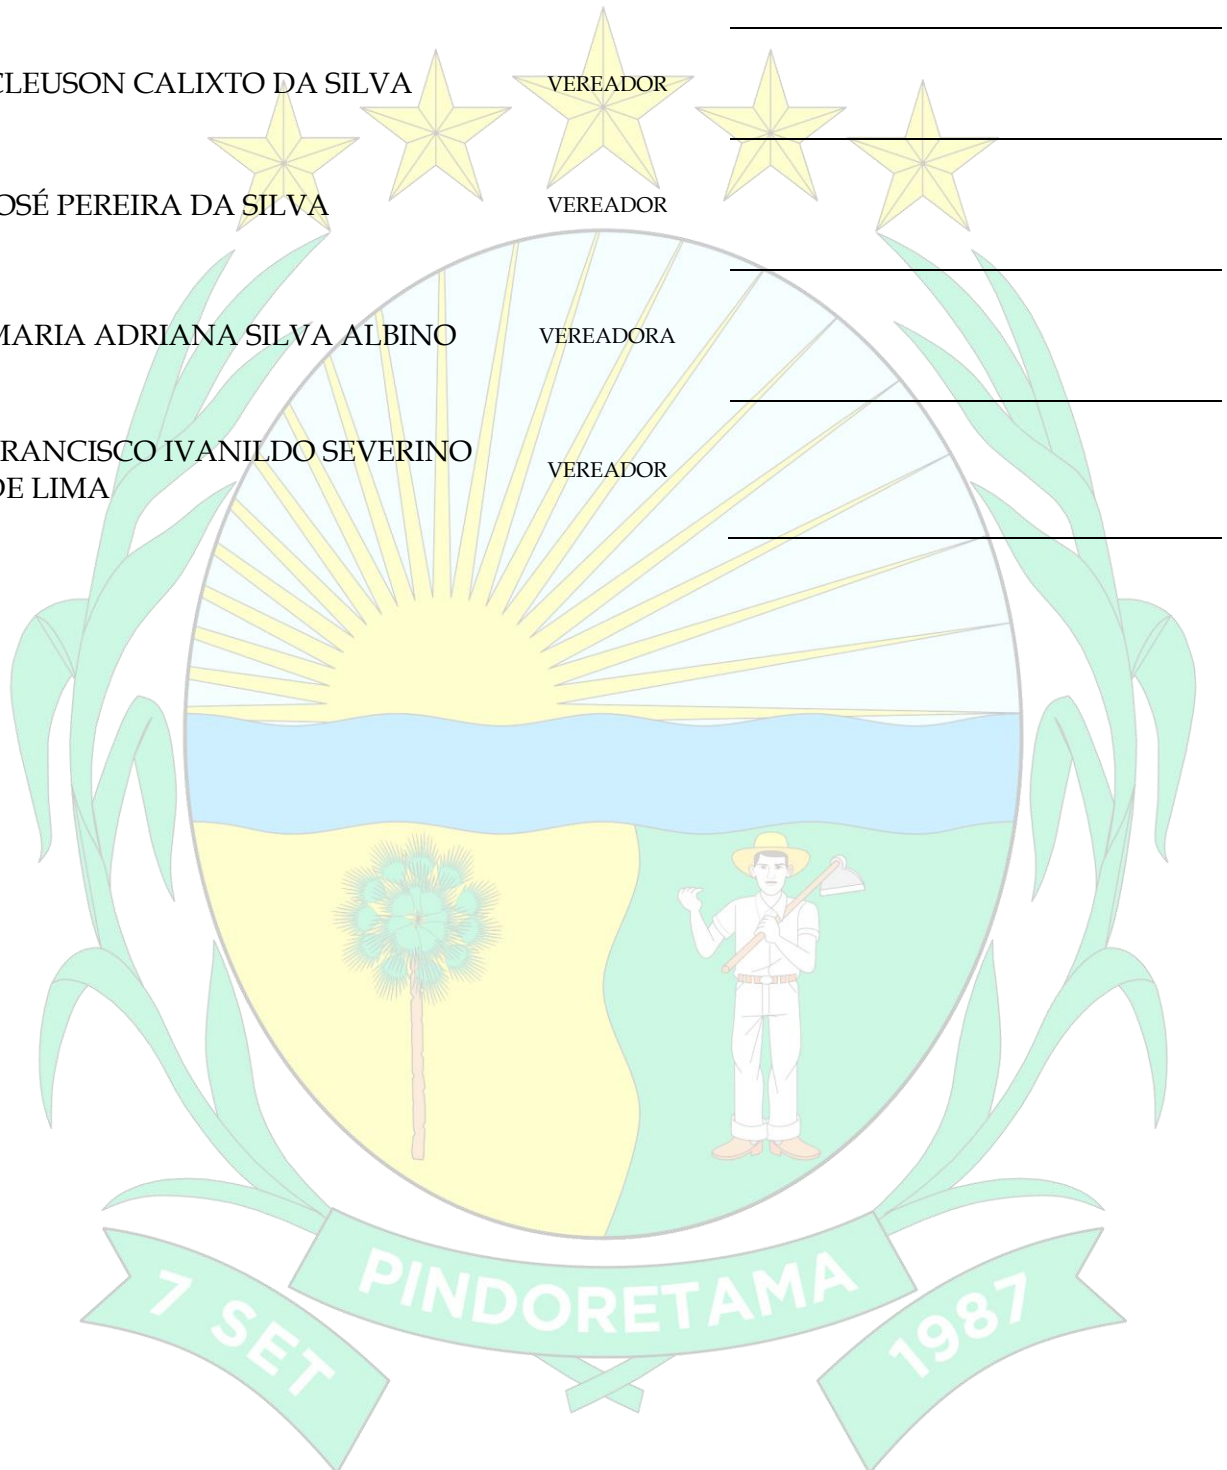 CLEUSON CALIXTO DA SILVA VEREADOR
OSÉ PEREIRA DA SILVA VEREADOR
MARIA ADRIANA SILVA ALBINO VEREADORA
RANCISCO IVANILDO SEVERINO
DE LIMA VEREADOR
PINDORETAMA
7 SET 1987